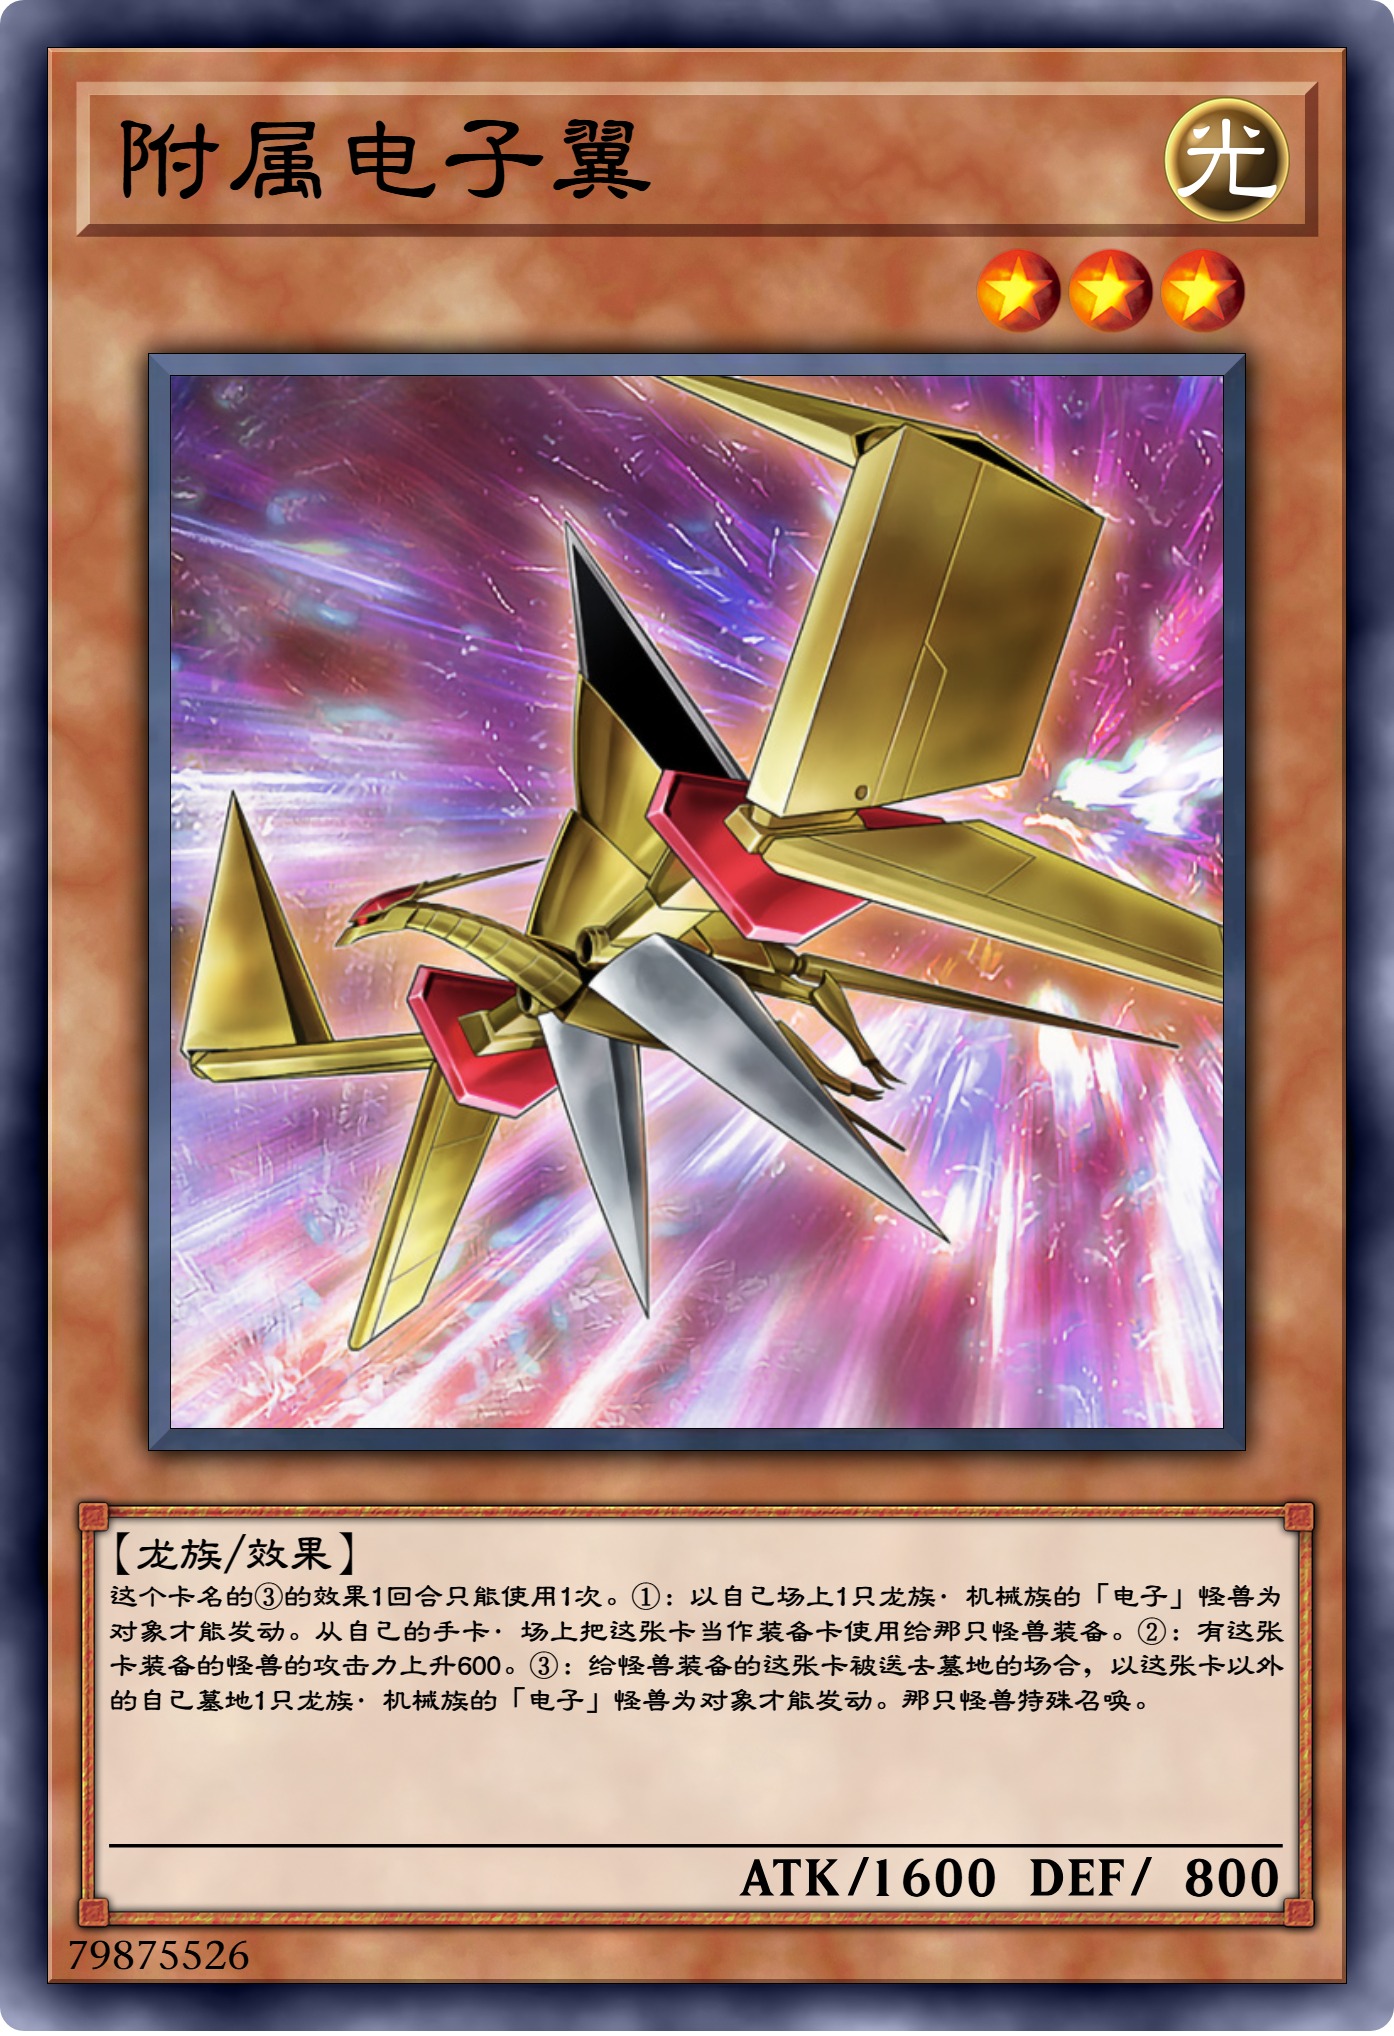 附属电子翼
光
【龙族/效果】
这个卡名的③的效果1回合只能使用1次。①：以自己场上1只龙族·机械族的「电子」怪兽为
对象才能发动。从自己的手卡·场上把这张卡当作装备卡使用给那只怪兽装备。②：有这张
卡装备的怪兽的攻击力上升600。③：给怪兽装备的这张卡被送去墓地的场合，以这张卡以外
的自己墓地1只龙族·机械族的「电子」怪兽为对象才能发动。那只怪兽特殊召唤。
ATK/1600 DEF/ 800
79875526